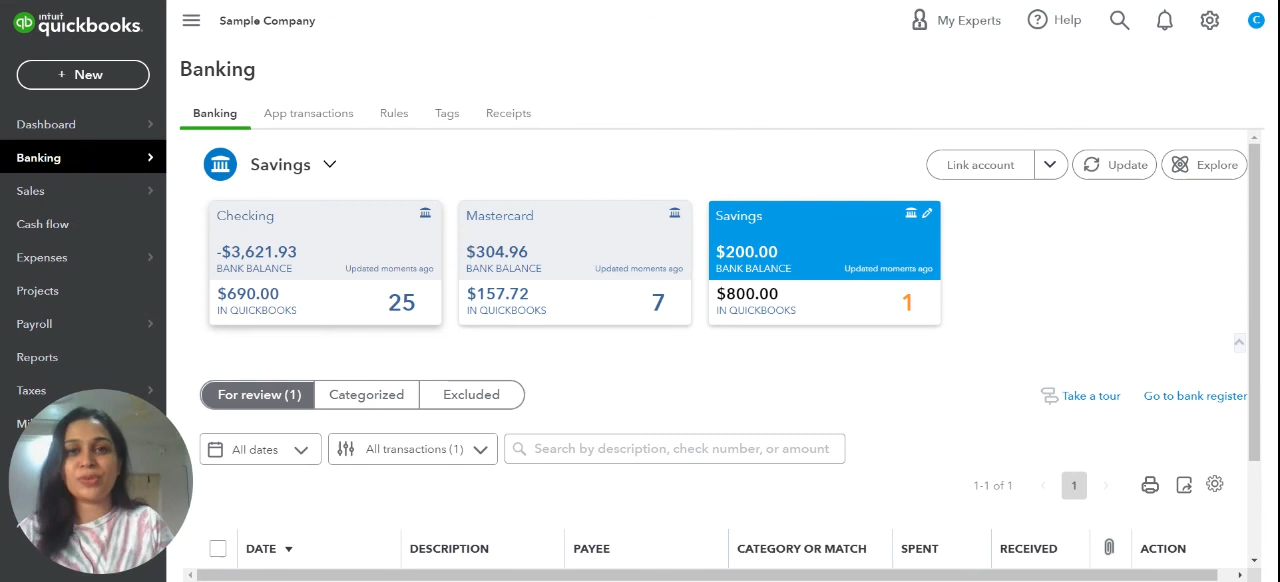 intuit
quickbooks.
Sample Company
My Experts
Help
C
+ New
Banking
Dashboard
Banking
Sales
Cash flow
Expenses
Projects
Payroll
Reports
Taxes
Banking
App transactions
Rules
Tags
Receipts
Savings
Link account
Update
Explore
Checking
-$3,621.93
BANK BALANCE
Updated moments ago
$690.00
IN QUICKBOOKS
25
Mastercard
$304.96
BANK BALANCE
Updated moments ago
$157.72
IN QUICKBOOKS
7
Savings
$200.00
BANK BALANCE
Updated moments ago
$800.00
IN QUICKBOOKS
1
For review (1)
Categorized
Excluded
Take a tour
Go to bank register
All dates
All transactions (1)
Search by description, check number, or amount
1-1 of 1
1
DATE
DESCRIPTION
PAYEE
CATEGORY OR MATCH
SPENT
RECEIVED
ACTION